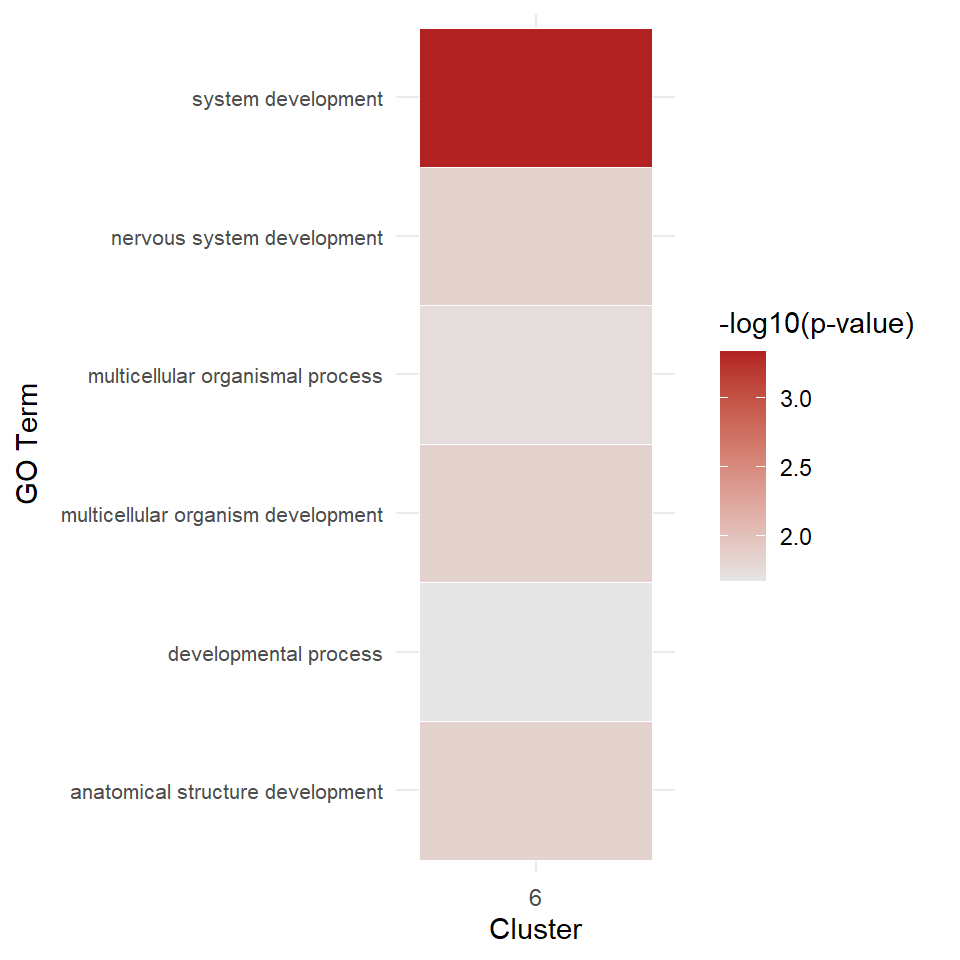 system development
nervous system development
multicellular organismal process
multicellular organism development
developmental process
anatomical structure development
GO Term
6
Cluster
-log10(p-value)
3.0
2.5
2.0